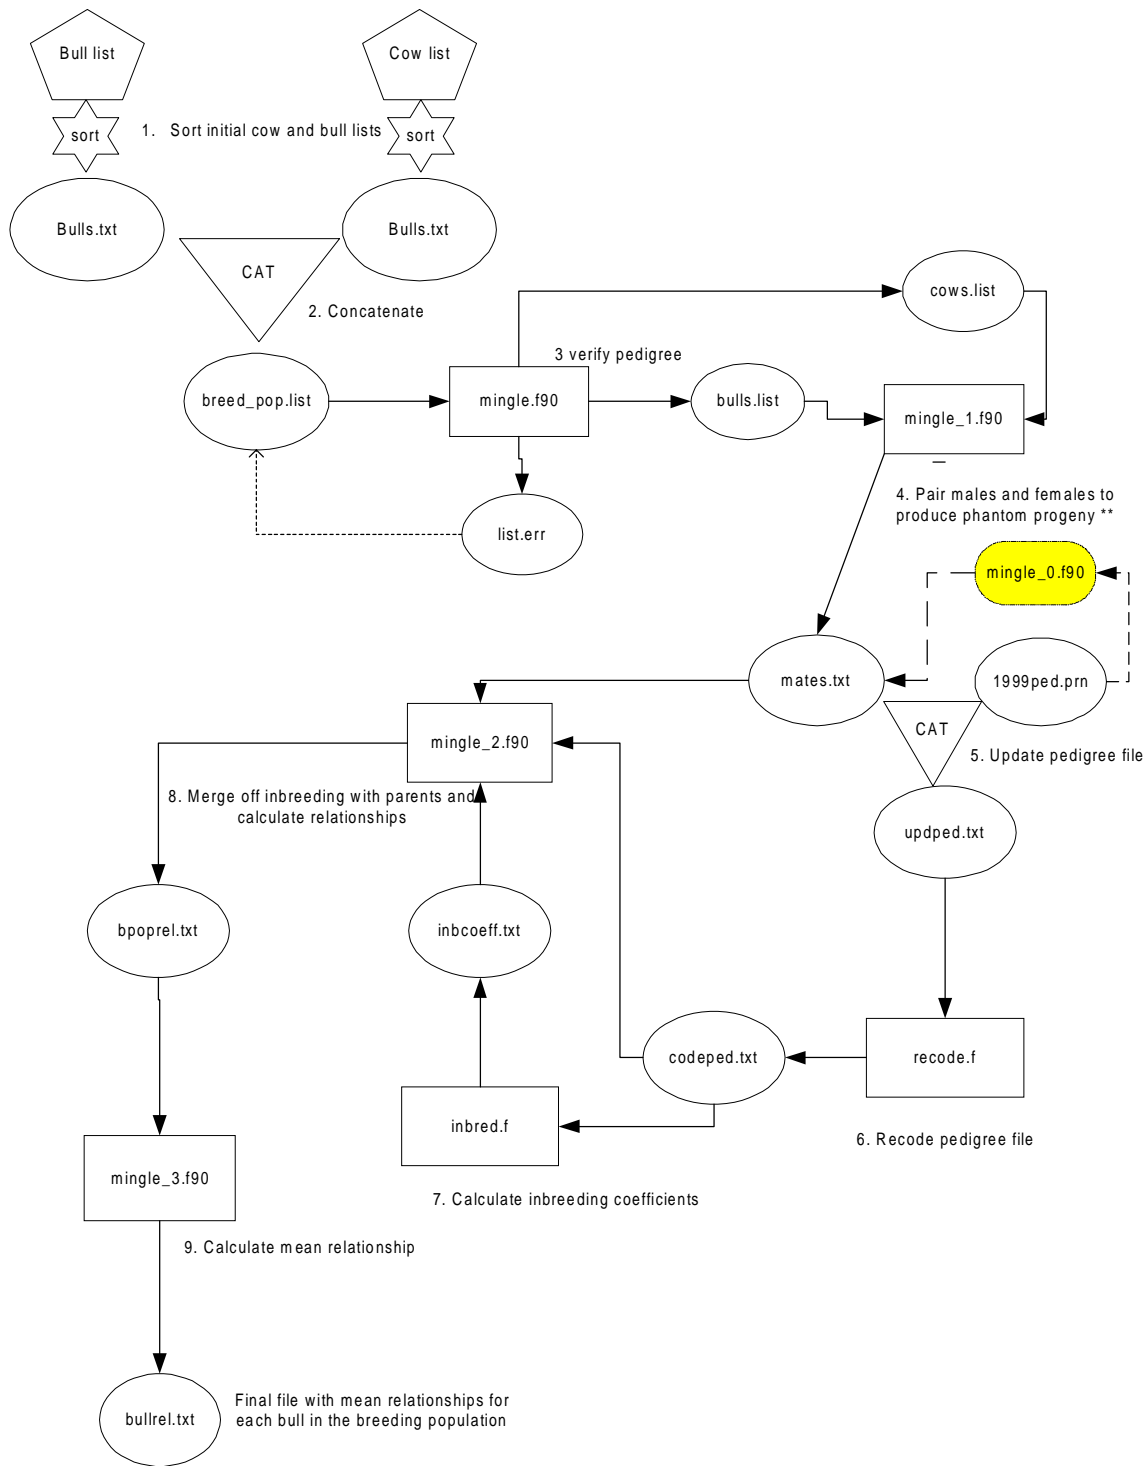 Bull list
Cow list
sort
1. Sort initial cow and bull lists
sort
Bulls.txt
Bulls.txt
CAT
2. Concatenate
cows.list
3 verify pedigree
breed_pop.list
mingle.f90
bulls.list
mingle_1.f90
list.err
4. Pair males and females to
produce phantom progeny **
mingle_0.f90
mates.txt
1999ped.prn
CAT
5. Update pedigree file
mingle_2.f90
8. Merge off inbreeding with parents and
calculate relationships
updped.txt
bpoprel.txt
inbcoeff.txt
codeped.txt
recode.f
inbred.f
6. Recode pedigree file
mingle_3.f90
7. Calculate inbreeding coefficients
9. Calculate mean relationship
bullrel.txt
Final file with mean relationships for
each bull in the breeding population